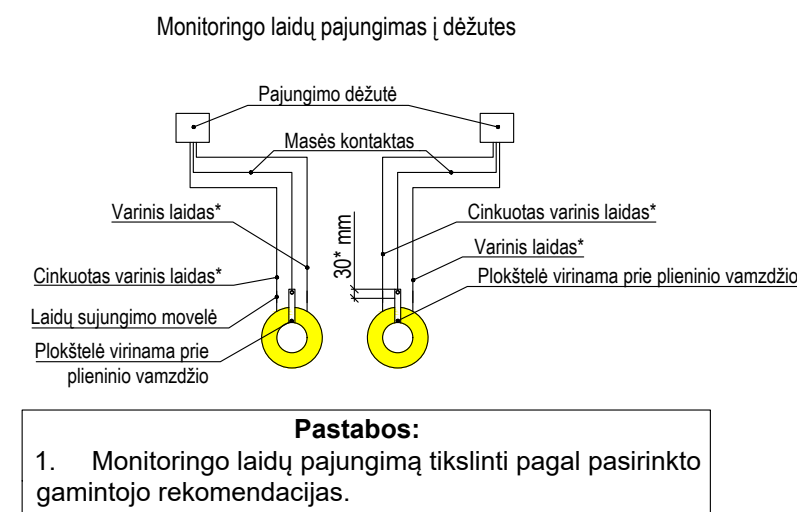 Monitoringo laidų pajungimas į dėžutes
Pajungimo dėžutė
Masės kontaktas
Varinis laidas*
Cinkuotas varinis laidas*
30* mm
Varinis laidas*
Cinkuotas varinis laidas*
Plokštelė virinama prie plieninio vamzdžio
Laidų sujungimo movelė
Plokštelė virinama prie
plieninio vamzdžio
Pastabos:
1. Monitoringo laidų pajungimą tikslinti pagal pasirinkto
gamintojo rekomendacijas.